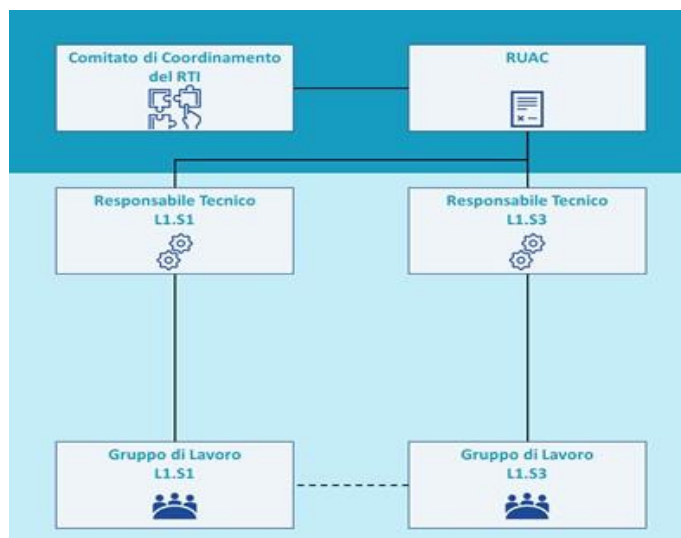 Comitato di Coordinamento
del RTI
RUAC
Responsabile Tecnico
L1.S1
Responsabile Tecnico
L1.S3
Gruppo di Lavoro
L1.S1
Gruppo di Lavoro
L1.S3